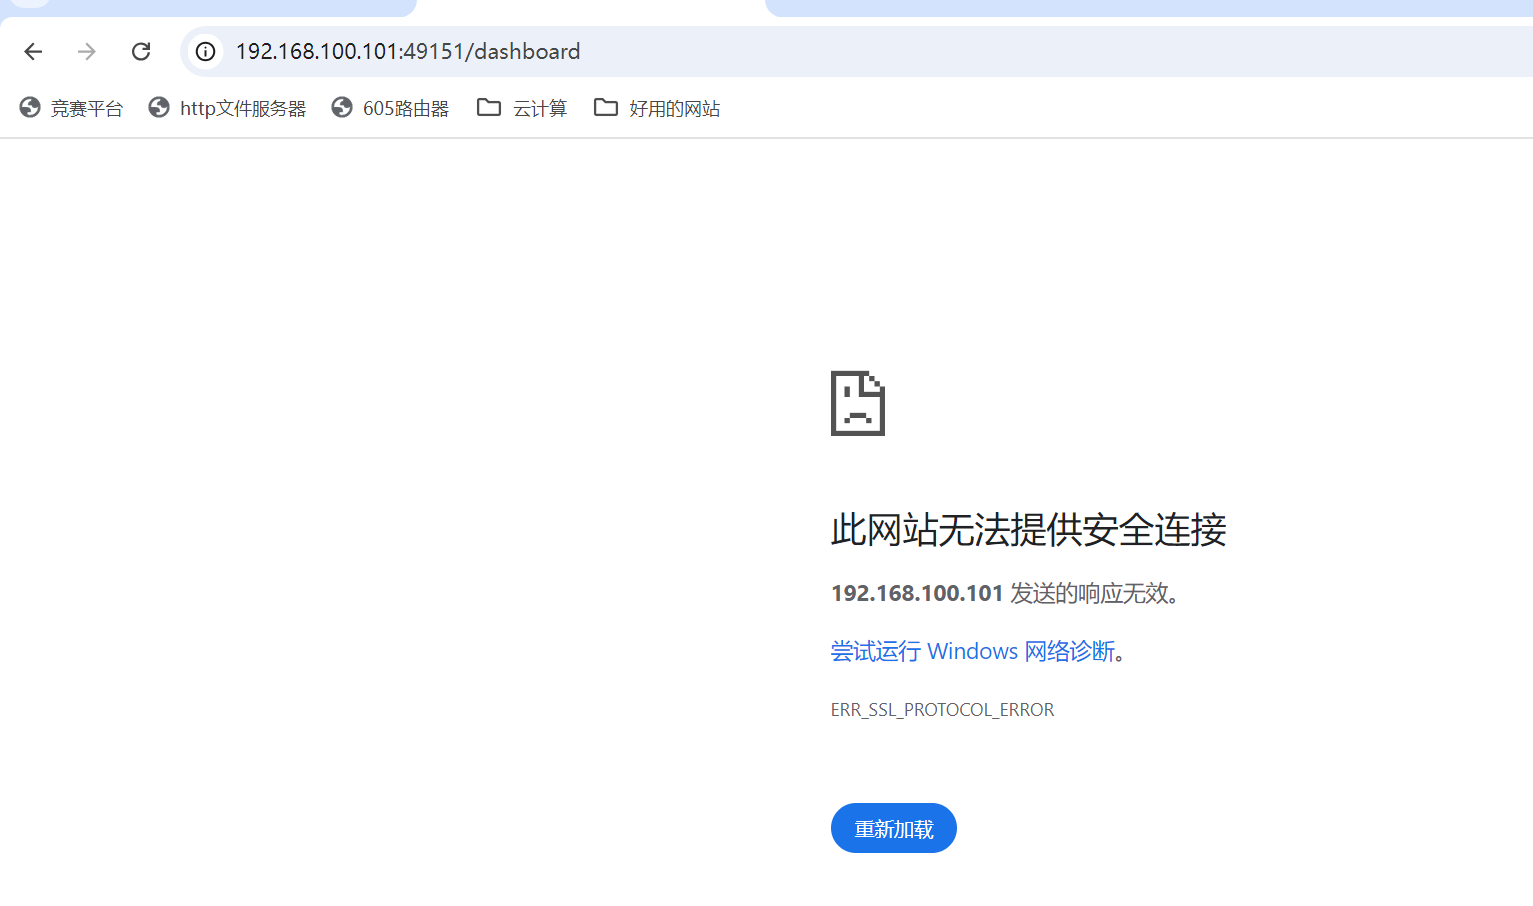 192.168.100.101:49151/dashboard
竞赛平台 http文件服务器 605路由器 云计算 好用的网站
此网站无法提供安全连接
192.168.100.101 发送的响应无效。
尝试运行 Windows 网络诊断。
ERR_SSL_PROTOCOL_ERROR
重新加载